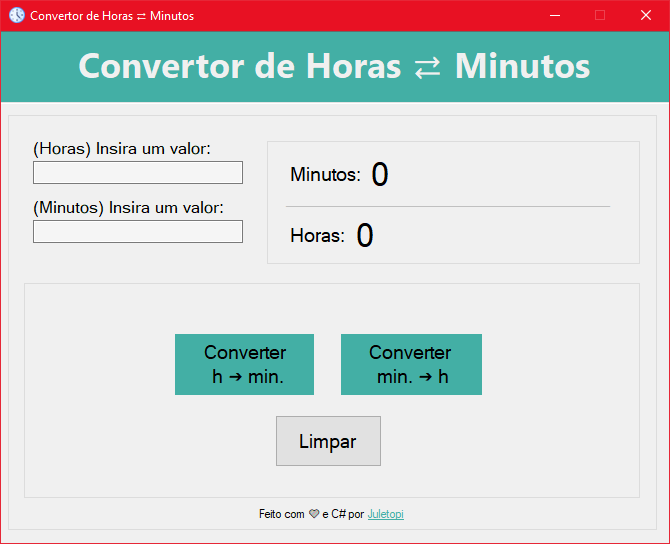 Convertor de Horas ⇄ Minutos
Convertor de Horas ⇄ Minutos
(Horas) Insira um valor:
(Minutos) Insira um valor:
Minutos: 0
Horas: 0
Converter
h ➔ min.
Converter
min. ➔ h
Limpar
Feito com ♥ e C# por Juletopi